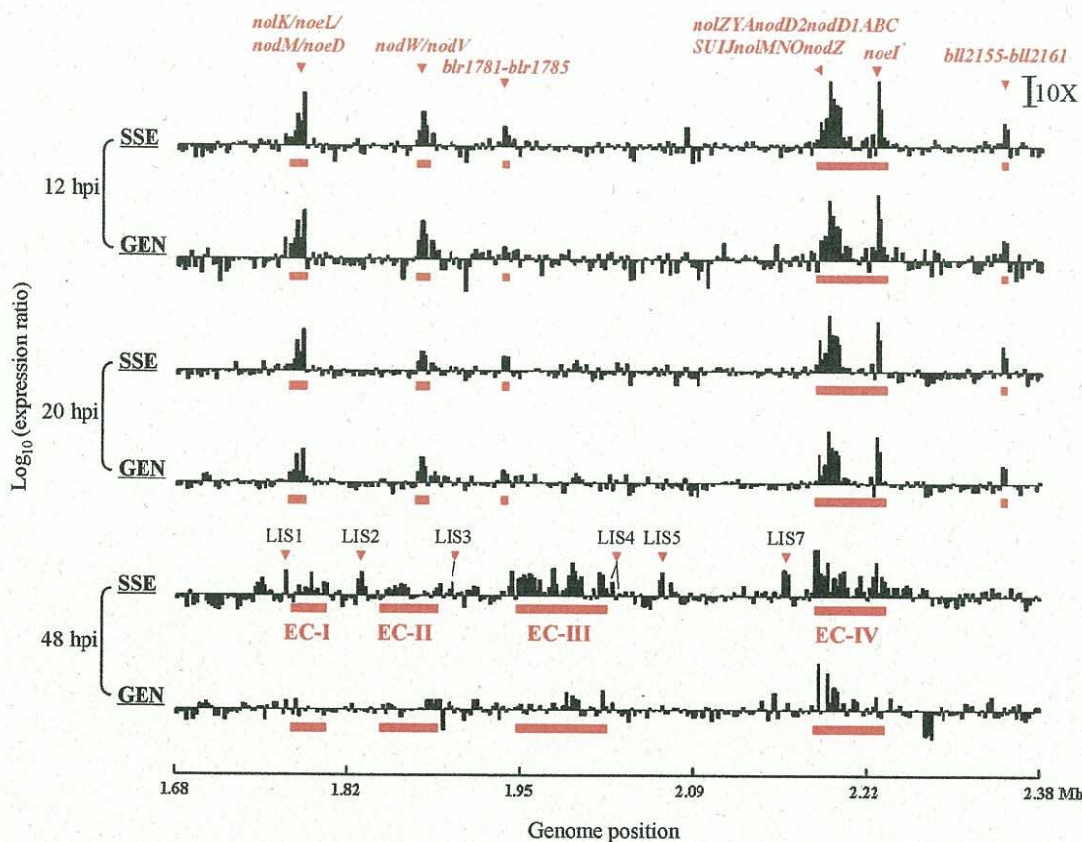 nolK/noeL/
nodM/noeD
nodW/nodV
blr1781-blr1785
nolZYAnodD2nodD1ABC
SUIJnolMNOnodZ
noeI
bll2155-bll2161
10X
SSE
12 hpi
GEN
SSE
20 hpi
GEN
LIS1
LIS2
LIS3
LIS4
LIS5
LIS7
SSE
EC-I
EC-II
EC-III
EC-IV
48 hpi
GEN
Log10 (expression ratio)
1.68
1.82
1.95
2.09
2.22
2.38 Mb
Genome position